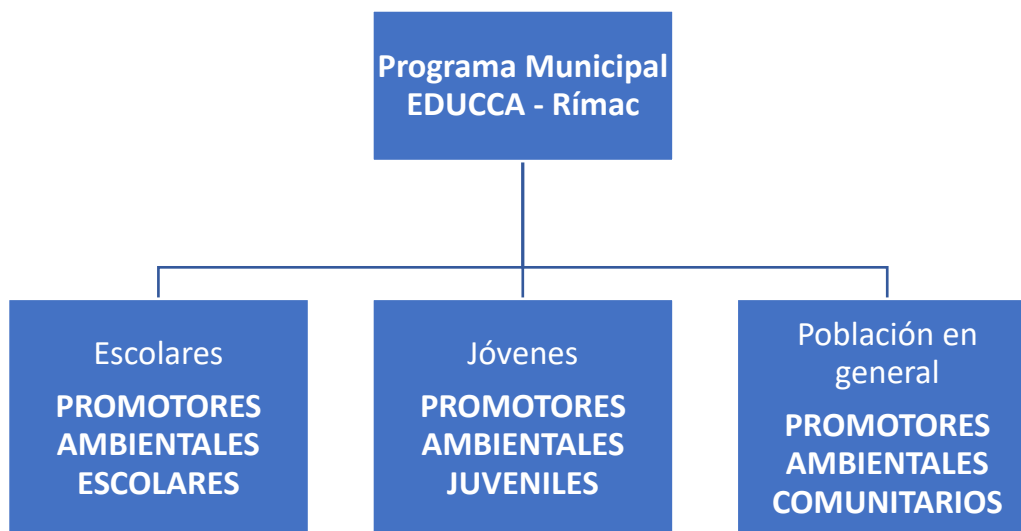 Programa Municipal
EDUCCA - Rímac
Escolares
PROMOTORES
AMBIENTALES
ESCOLARES
Jóvenes
PROMOTORES
AMBIENTALES
JUVENILES
Población en
general
PROMOTORES
AMBIENTALES
COMUNITARIOS